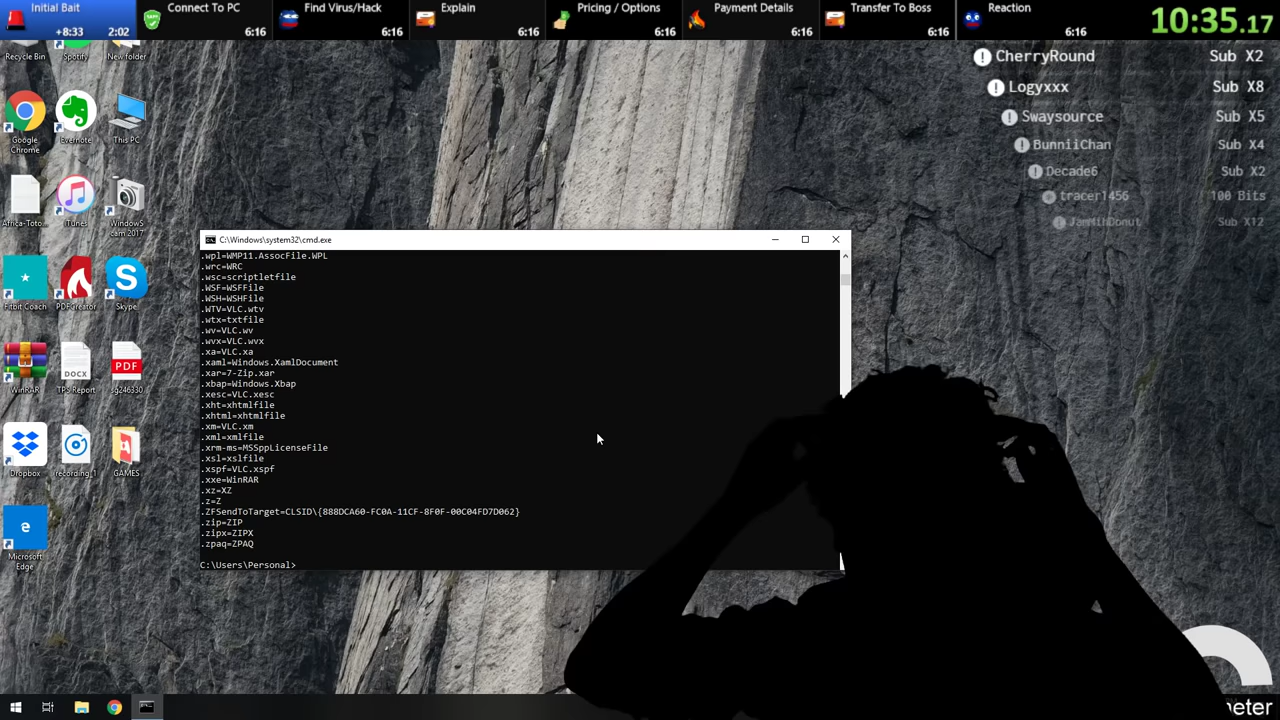 Initial Bait
+8:33 2:02
Connect To PC
6:16
Find Virus/Hack
6:16
Explain
6:16
Pricing / Options
6:16
Payment Details
6:16
Transfer To Boss
6:16
Reaction
6:16
10:35.17
CherryRound Sub X2
Logyxxx Sub X8
Swaysource Sub X5
BunniiChan Sub X4
Decade6 Sub X2
tracer1456 100 Bits
Sub X12
Recycle Bin
Spotify
New folder
Google
Chrome
Evernote
This PC
Africa-Toto...
iTunes
WindowS
cam 2017
Fitbit Coach
PDFCreator
Skype
WinRAR
DOCX
TPS Report
PDF
sg246330
Dropbox
recording_1
GAMES
Microsoft
Edge
C:\Windows\system32\cmd.exe
.wpl=WMP11.AssocFile.WPL
.wrc=WRC
.wsc=scriptletfile
.WSF=WSFFile
.WSH=WSHFile
.WTV=VLC.wtv
.wtx=txtfile
.wv=VLC.wv
.wvx=VLC.wvx
.xa=VLC.xa
.xaml=Windows.XamlDocument
.xar=7-Zip.xar
.xbap=Windows.Xbap
.xesc=VLC.xesc
.xht=xhtmlfile
.xhtml=xhtmlfile
.xm=VLC.xm
.xml=xmlfile
.xrm-ms=MSSppLicenseFile
.xsl=xslfile
.xspf=VLC.xspf
.xxe=WinRAR
.xz=XZ
.z=Z
.ZFSendToTarget=CLSID\{888DCA60-FC0A-11CF-8F0F-00C04FD7D062}
.zip=ZIP
.zipx=ZIPX
.zpaq=ZPAQ
C:\Users\Personal>